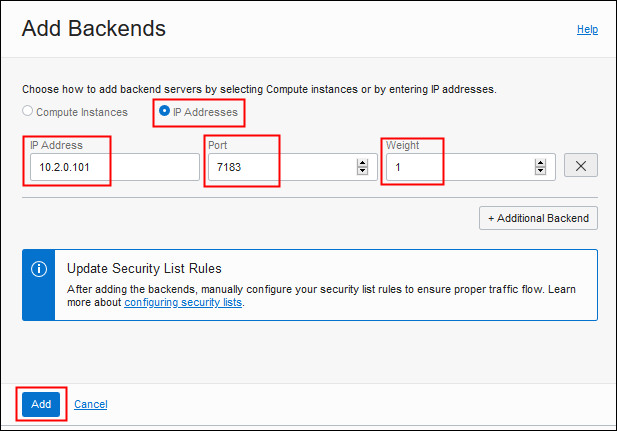 Add Backends
Help
Choose how to add backend servers by selecting Compute instances or by entering IP addresses.
Compute Instances
IP Addresses
IP Address
Port
Weight
10.2.0.101
7183
1
+ Additional Backend
Update Security List Rules
After adding the backends, manually configure your security list rules to ensure proper traffic flow. Learn
more about configuring security lists.
Add
Cancel